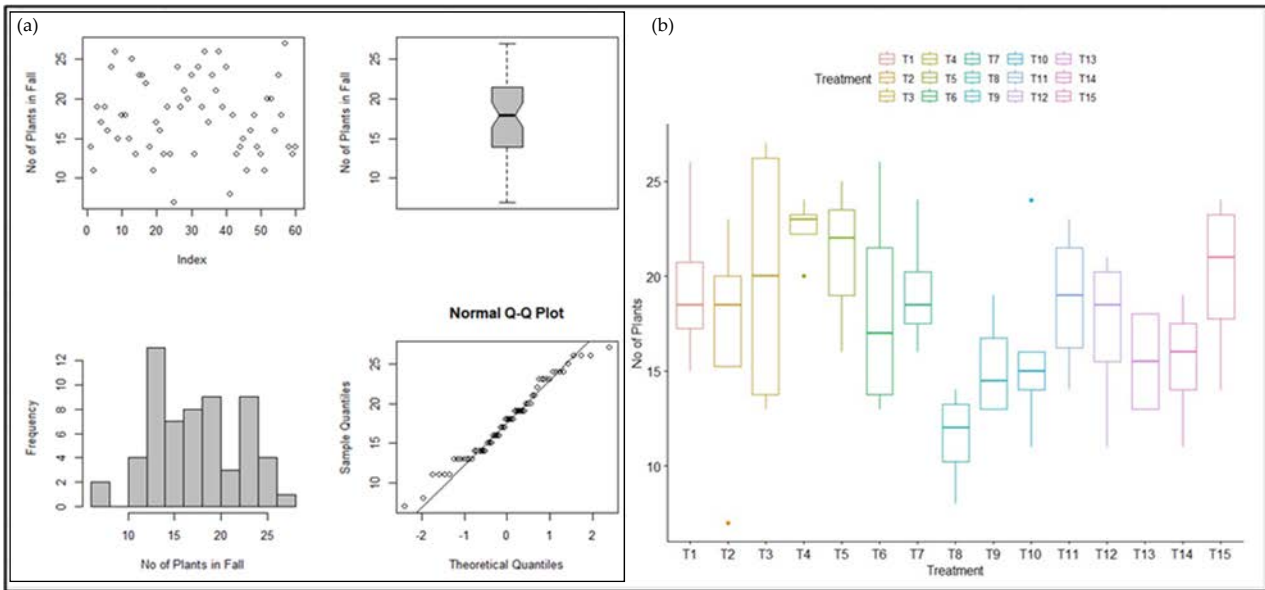 (a)
No of Plants in Fall
10 15 20 25
0 10 20 30 40 50 60
Index
No of Plants in Fall
10 15 20 25
Frequency
0 2 4 6 8 10 12
10 15 20 25
No of Plants in Fall
Normal Q-Q Plot
Sample Quantiles
10 15 20 25
-2 -1 0 1 2
Theoretical Quantiles
(b)
Treatment
T1 T4 T7 T10 T13
T2 T5 T8 T11 T14
T3 T6 T9 T12 T15
No of Plants
25
20
15
10
T1 T2 T3 T4 T5 T6 T7 T8 T9 T10 T11 T12 T13 T14 T15
Treatment